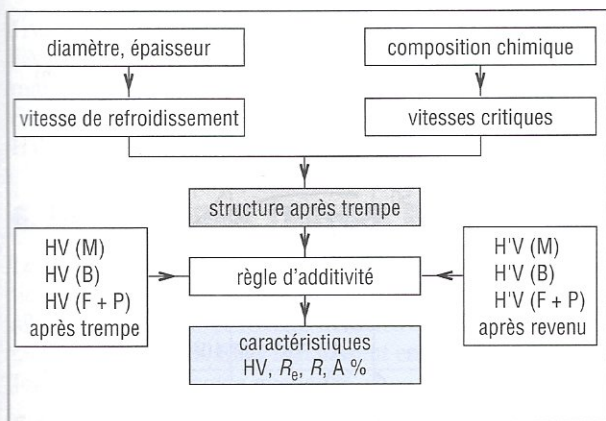 diamètre, épaisseur
composition chimique
vitesse de refroidissement
vitesses critiques
structure après trempe
HV (M)
HV (B)
HV (F + P)
après trempe
règle d'additivité
H'V (M)
H'V (B)
H'V (F + P)
après revenu
caractéristiques
HV, Re, R, A %